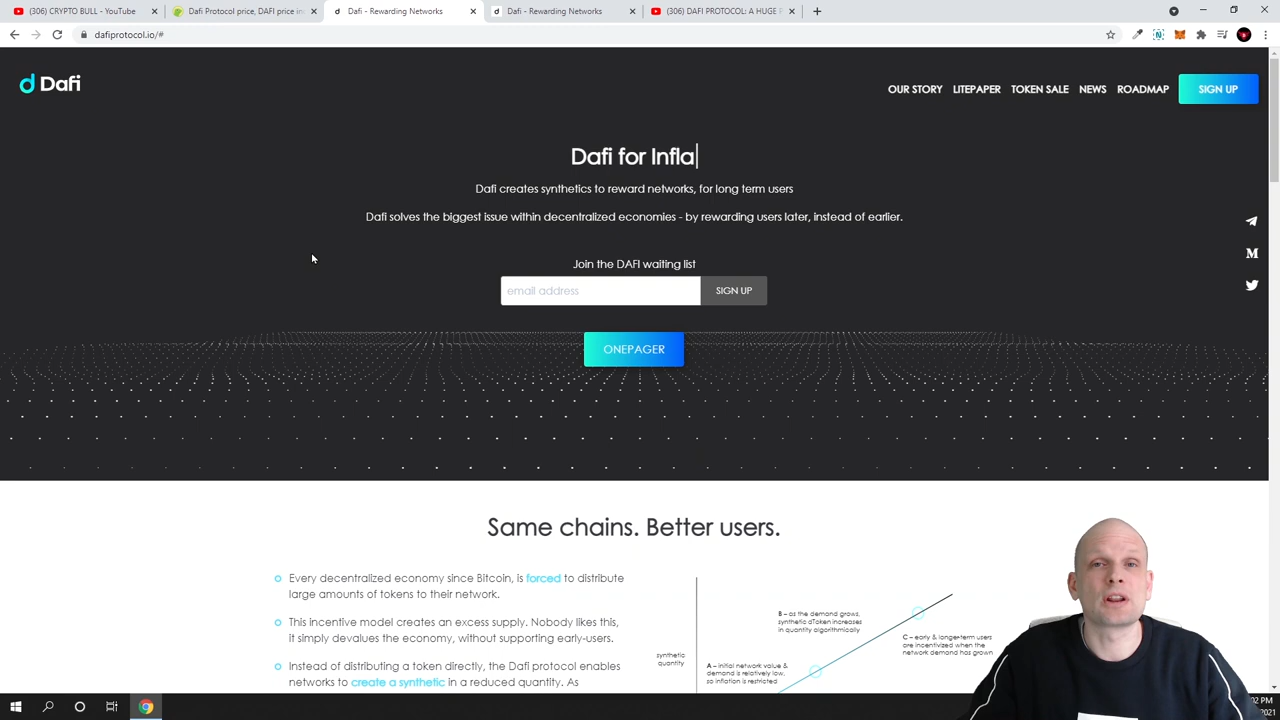 (306) CRYPTO BULL - YouTube
Dafi Protocol price, DAFI price in
Dafi - Rewarding Networks
Dafi - Rewarding Networks
(306) DAFI PROTOCOL: A HUGE
dafiprotocol.io/#
Dafi
OUR STORY
LITEPAPER
TOKEN SALE
NEWS
ROADMAP
SIGN UP
Dafi for Infla
Dafi creates synthetics to reward networks, for long term users
Dafi solves the biggest issue within decentralized economies - by rewarding users later, instead of earlier.
Join the DAFI waiting list
email address
SIGN UP
ONEPAGER
Same chains. Better users.
Every decentralized economy since Bitcoin, is forced to distribute
large amounts of tokens to their network.
This incentive model creates an excess supply. Nobody likes this,
it simply devalues the economy, without supporting early-users.
Instead of distributing a token directly, the Dafi protocol enables
networks to create a synthetic in a reduced quantity. As
synthetic
quantity
B – as the demand grows,
synthetic dToken increases
in quantity algorithmically
A – initial network value &
demand is relatively low,
so inflation is restricted
C – early & longer-term users
are incentivized when the
network demand has grown
02 PM
2021